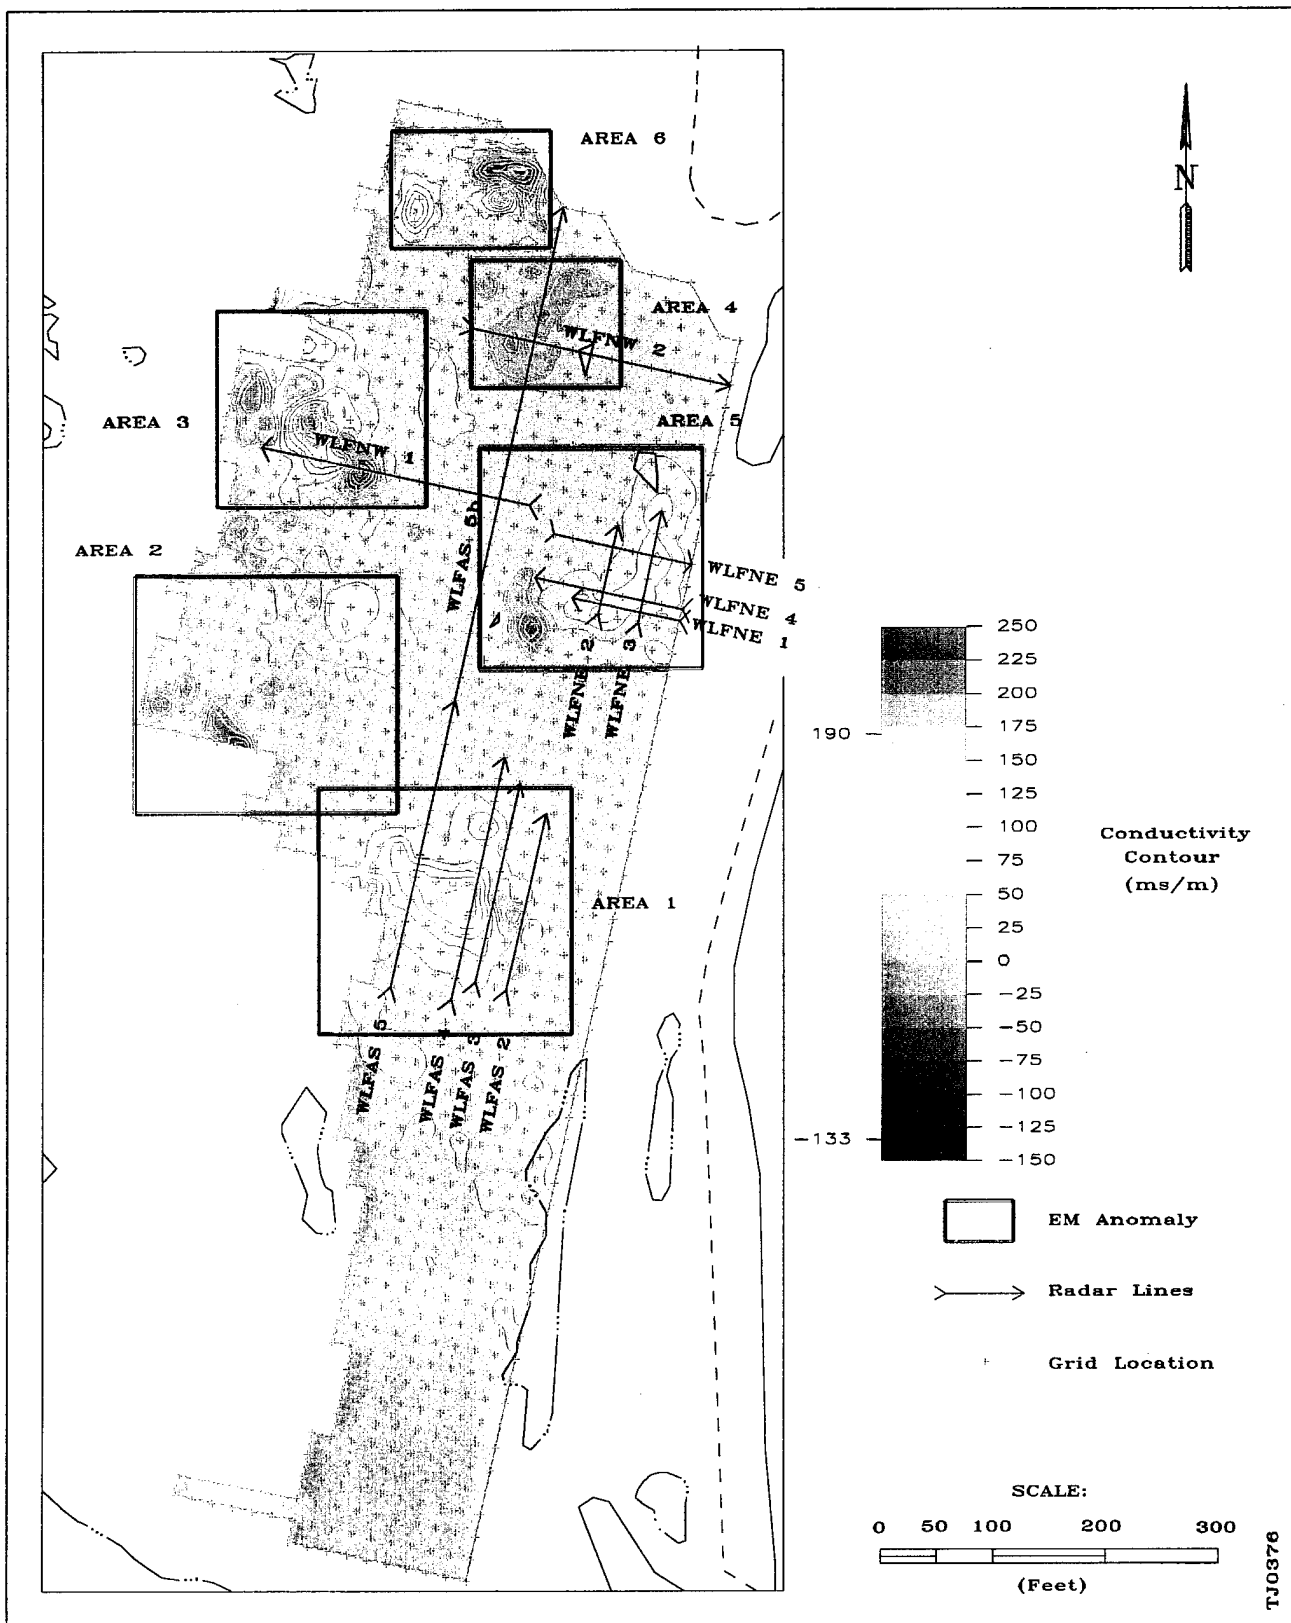 AREA 6
N
AREA 4
WLFNW 2
AREA 5
AREA 3
WLFNW 1
AREA 2
WLFAS 5b
WLFNE 5
WLFNE 4
WLFNE 1
WLFNE 2
WLFNE 3
AREA 1
WLFAS 5
WLFAS 4
WLFAS 3
WLFAS 2
250
225
200
175
190
150
125
100
75
50
25
0
-25
-50
-75
-100
-125
-133
-150
Conductivity
Contour
(ms/m)
EM Anomaly
Radar Lines
Grid Location
SCALE:
0 50 100 200 300
(Feet)
TJ0376